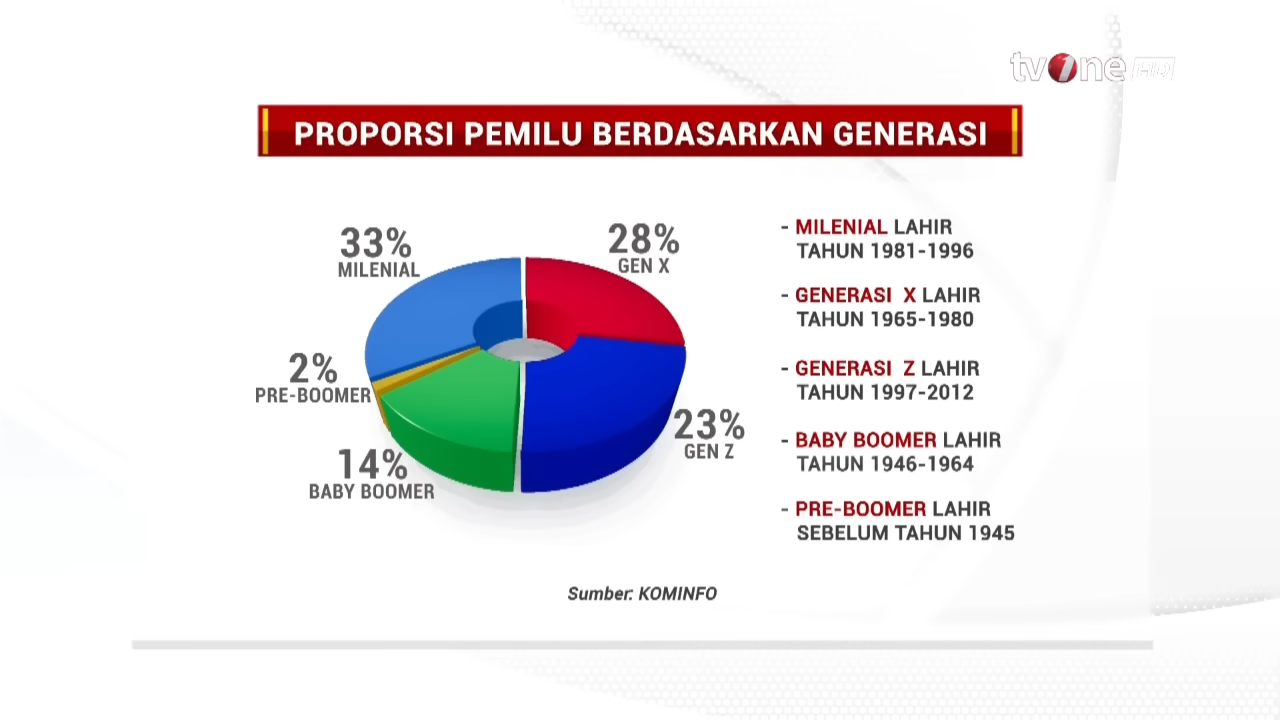 tvOne HD
PROPORSI PEMILU BERDASARKAN GENERASI
33%
MILENIAL
28%
GEN X
2%
PRE-BOOMER
23%
GEN Z
14%
BABY BOOMER
- MILENIAL LAHIR
TAHUN 1981-1996
- GENERASI X LAHIR
TAHUN 1965-1980
- GENERASI Z LAHIR
TAHUN 1997-2012
- BABY BOOMER LAHIR
TAHUN 1946-1964
- PRE-BOOMER LAHIR
SEBELUM TAHUN 1945
Sumber: KOMINFO